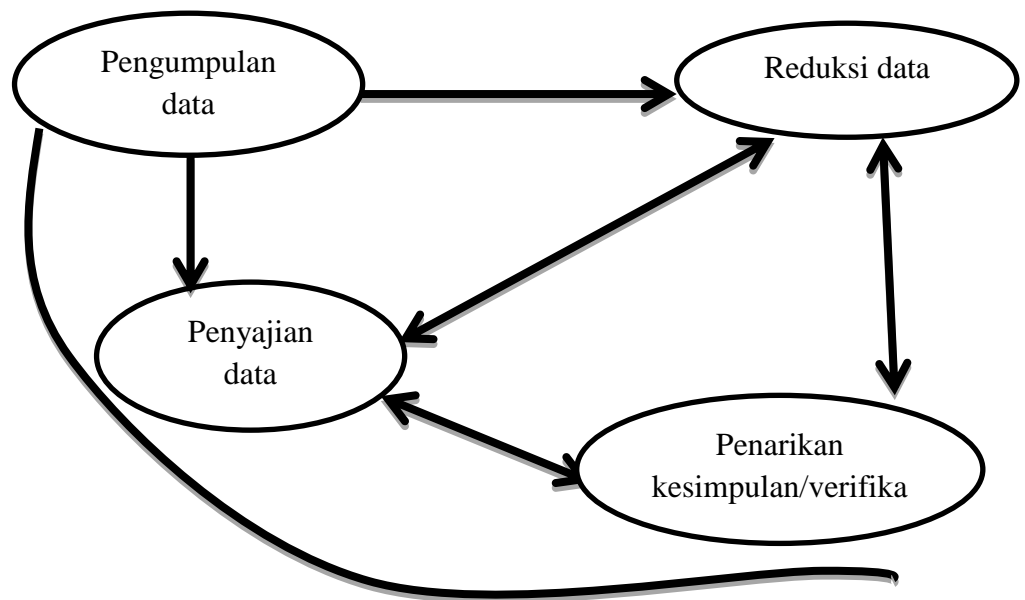 Pengumpulan
data
Reduksi data
Penyajian
data
Penarikan
kesimpulan/verifika